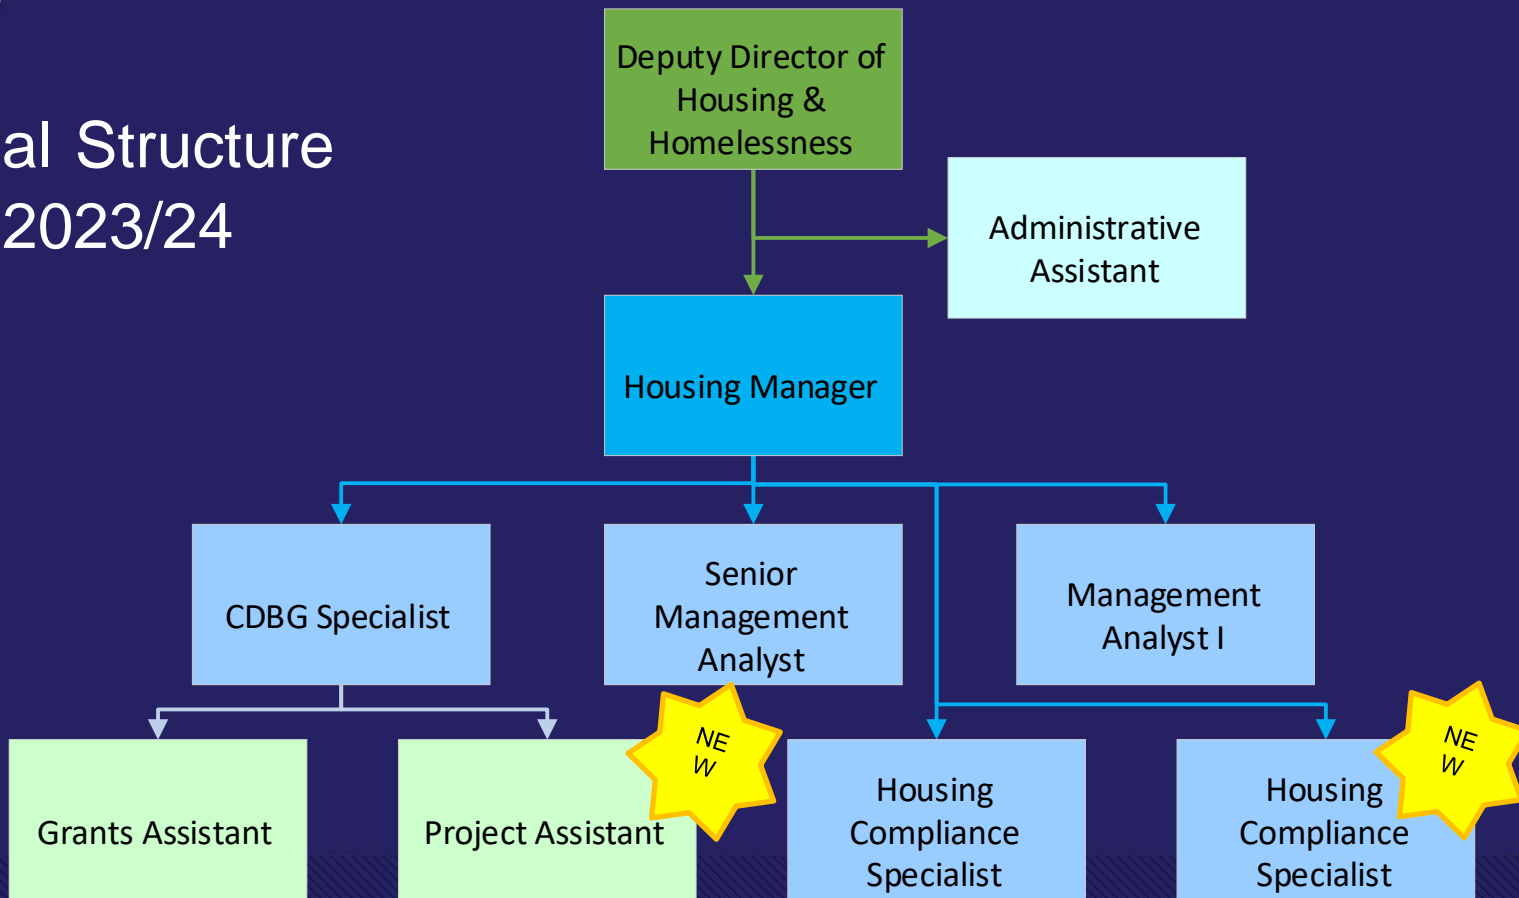 al Structure
2023/24
Deputy Director of
Housing &
Homelessness
Administrative
Assistant
Housing Manager
CDBG Specialist
Senior
Management
Analyst
Management
Analyst I
Grants Assistant
Project Assistant
NE
W
Housing
Compliance
Specialist
Housing
Compliance
Specialist
NE
W